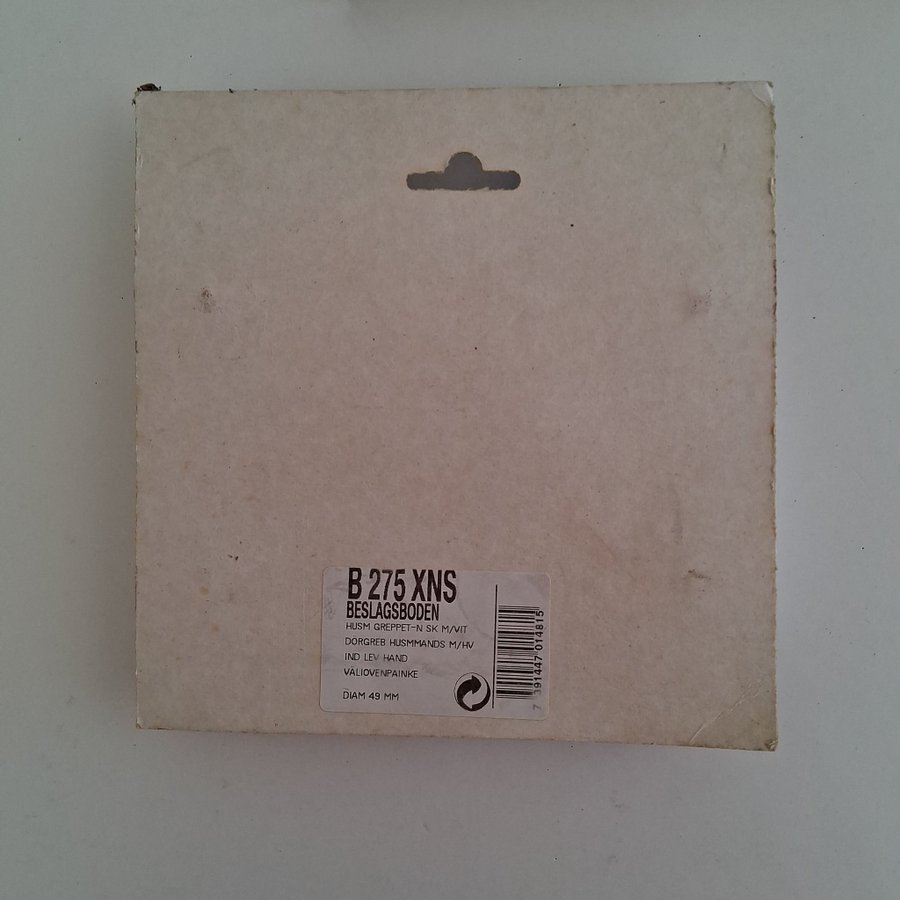 B 275 XNS
BESLAGSBODEN
HUSM GREPPET-N SK M/VIT
DORGREB HUSMMANDS M/HV
IND LEV HAND
VÄLIOVENPAINKE
DIAM 49 MM
7 391447 014815